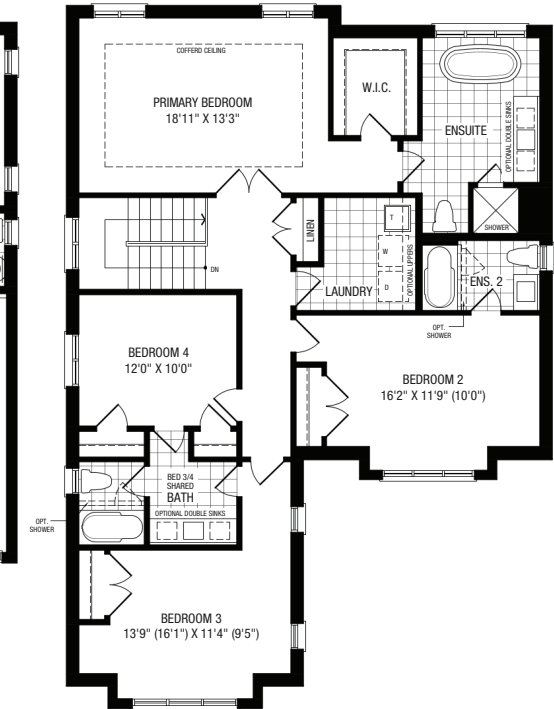 COFFERD CEILING
PRIMARY BEDROOM
18'11" X 13'3"
W.I.C.
ENSUITE
OPTIONAL DOUBLE SINKS
SHOWER
LINEN
T
W
D
OPTIONAL UPPERS
LAUNDRY
DN
ENS. 2
OPT.
SHOWER
BEDROOM 4
12'0" X 10'0"
BEDROOM 2
16'2" X 11'9" (10'0")
BED 3/4
SHARED
BATH
OPTIONAL DOUBLE SINKS
OPT.
SHOWER
BEDROOM 3
13'9" (16'1") X 11'4" (9'5")